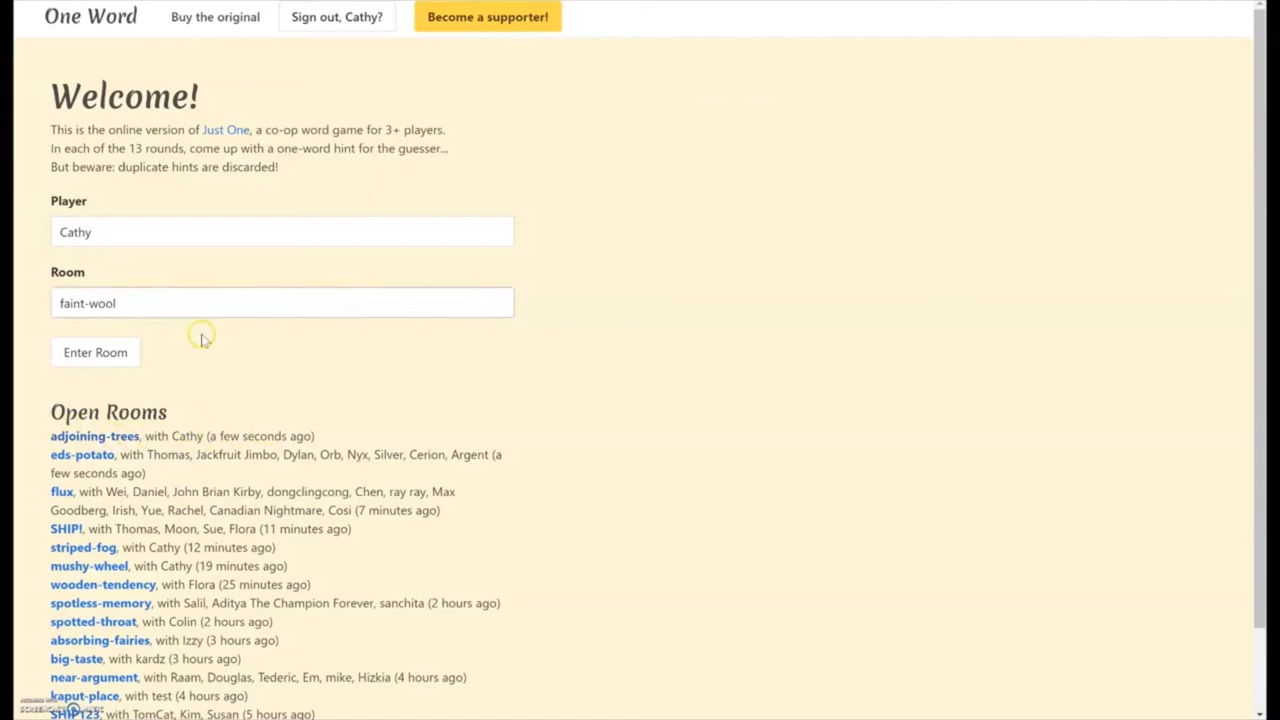 One Word
Buy the original
Sign out, Cathy?
Become a supporter!
Welcome!
This is the online version of Just One, a co-op word game for 3+ players.
In each of the 13 rounds, come up with a one-word hint for the guesser...
But beware: duplicate hints are discarded!
Player
Cathy
Room
faint-wool
Enter Room
Open Rooms
adjoining-trees, with Cathy (a few seconds ago)
eds-potato, with Thomas, Jackfruit Jimbo, Dylan, Orb, Nyx, Silver, Cerion, Argent (a
few seconds ago)
flux, with Wei, Daniel, John Brian Kirby, dongclingcong, Chen, ray ray, Max
Goodberg, Irish, Yue, Rachel, Canadian Nightmare, Cosi (7 minutes ago)
SHIP!, with Thomas, Moon, Sue, Flora (11 minutes ago)
striped-fog, with Cathy (12 minutes ago)
mushy-wheel, with Cathy (19 minutes ago)
wooden-tendency, with Flora (25 minutes ago)
spotless-memory, with Salil, Aditya The Champion Forever, sanchita (2 hours ago)
spotted-throat, with Colin (2 hours ago)
absorbing-fairies, with Izzy (3 hours ago)
big-taste, with kardz (3 hours ago)
near-argument, with Raam, Douglas, Tederic, Em, mike, Hizkia (4 hours ago)
kaput-place, with test (4 hours ago)
SHIP123, with TomCat, Kim, Susan (5 hours ago)